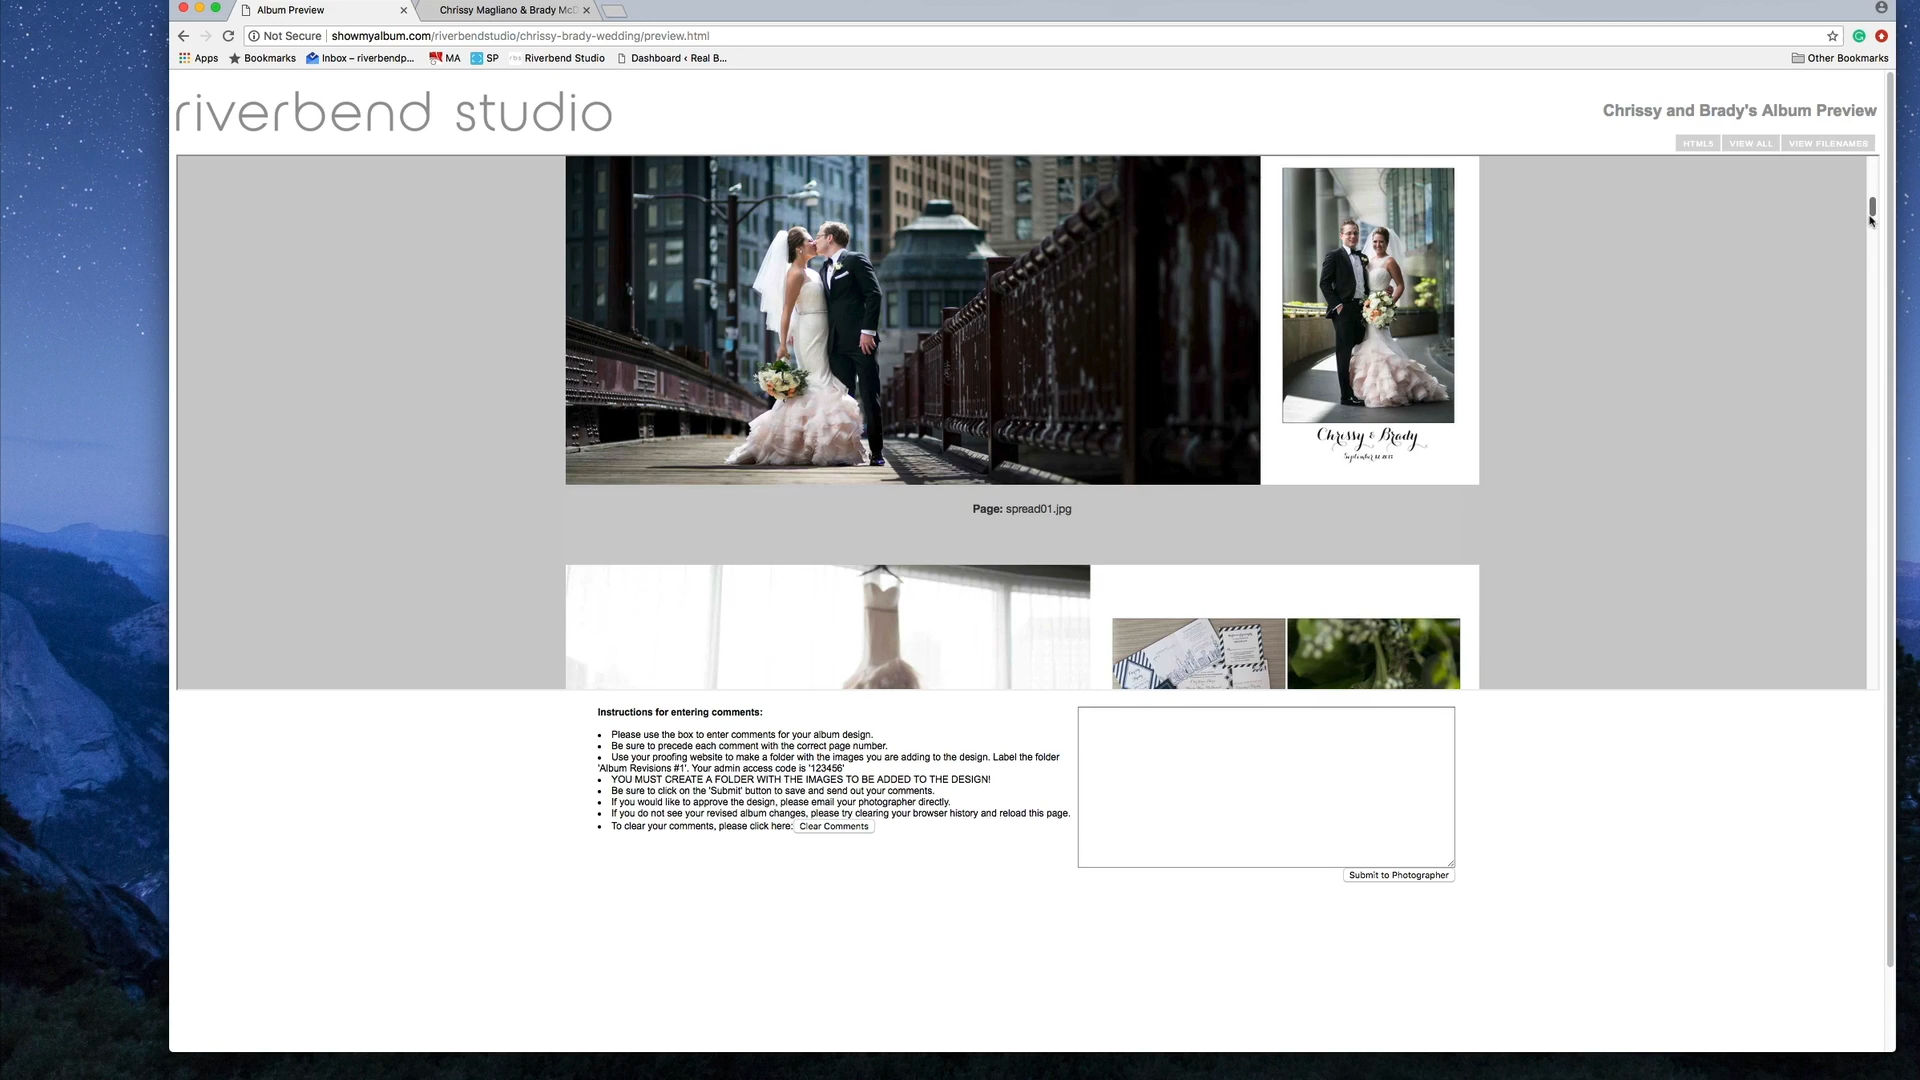 Album Preview
Chrissy Magliano & Brady McD
Not Secure
showmyalbum.com/riverbendstudio/chrissy-brady-wedding/preview.html
Apps
Bookmarks
Inbox – riverbendp...
MA
SP
rbs
Riverbend Studio
Dashboard ‹ Real B...
Other Bookmarks
riverbend studio
Chrissy and Brady's Album Preview
HTML5
VIEW ALL
VIEW FILENAMES
Chrissy & Brady
Page: spread01.jpg
Instructions for entering comments:
Please use the box to enter comments for your album design.
Be sure to precede each comment with the correct page number.
Use your proofing website to make a folder with the images you are adding to the design. Label the folder
'Album Revisions #1'. Your admin access code is '123456'
YOU MUST CREATE A FOLDER WITH THE IMAGES TO BE ADDED TO THE DESIGN!
Be sure to click on the 'Submit' button to save and send out your comments.
If you would like to approve the design, please email your photographer directly.
If you do not see your revised album changes, please try clearing your browser history and reload this page.
To clear your comments, please click here: Clear Comments
Submit to Photographer